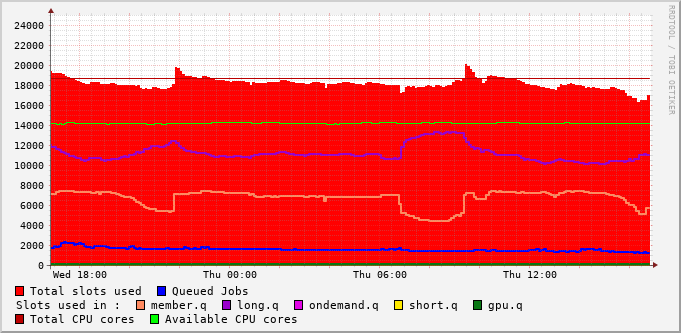 RRDTOOL / TOBI OETIKER
24000
22000
20000
18000
16000
14000
12000
10000
8000
6000
4000
2000
0
Wed 18:00 Thu 00:00 Thu 06:00 Thu 12:00
Total slots used Queued Jobs
Slots used in : member.q long.q ondemand.q short.q gpu.q
Total CPU cores Available CPU cores